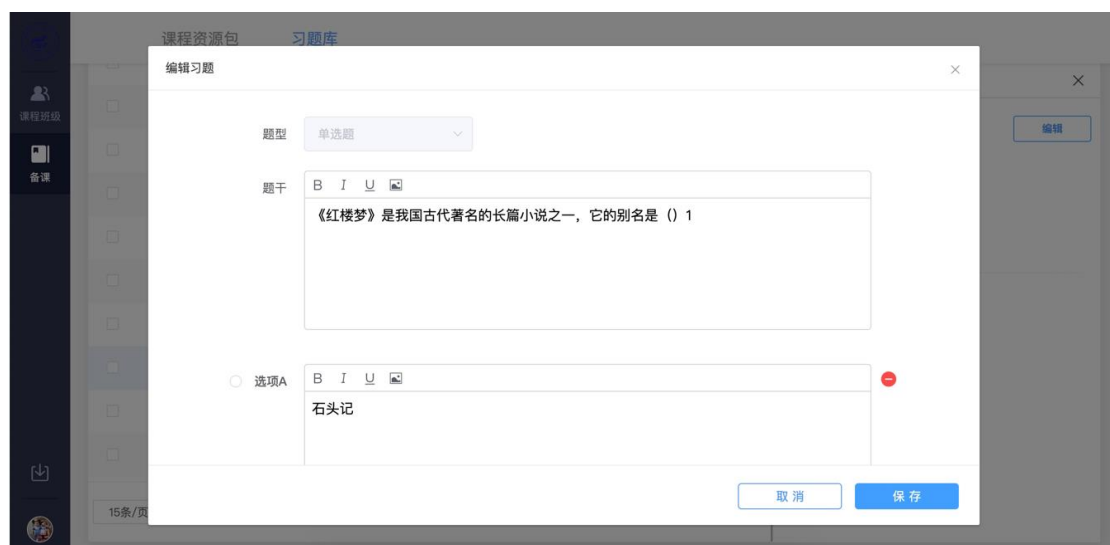 课程资源包 习题库
编辑习题
课程班级
备课
编辑
题型 单选题
题干 B I U
《红楼梦》是我国古代著名的长篇小说之一，它的别名是（）1
选项A B I U
石头记
取消 保存
15条/页